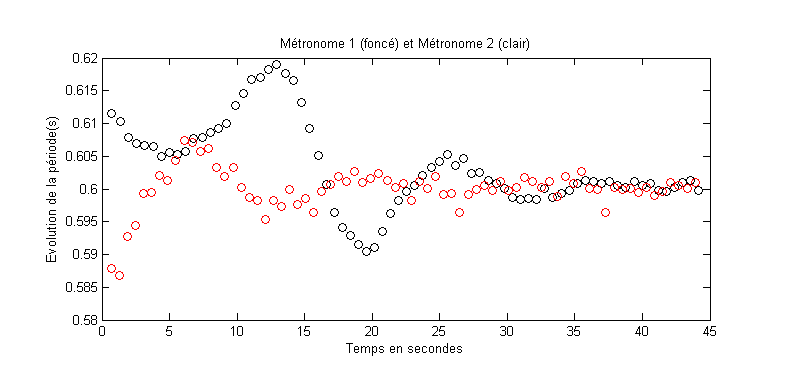 Métronome 1 (foncé) et Métronome 2 (clair)
Evolution de la période(s)
0.62
0.615
0.61
0.605
0.6
0.595
0.59
0.585
0.58
0 5 10 15 20 25 30 35 40 45
Temps en secondes